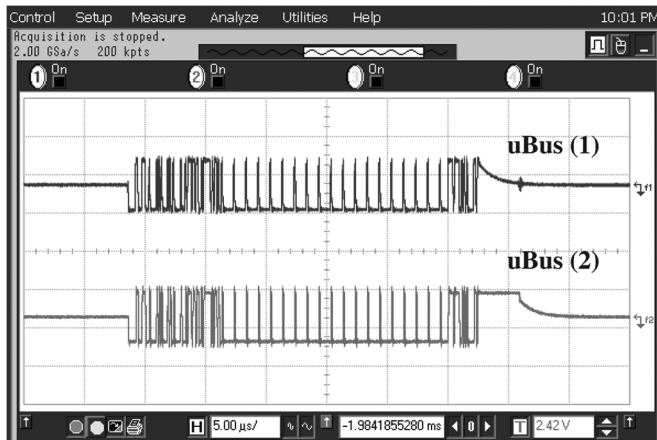 Control Setup Measure Analyze Utilities Help 10:01 PM
Acquisition is stopped.
2.00 GSa/s 200 kpts
1 On 2 On 3 On 4 On
uBus (1)
f1
uBus (2)
f2
H 5.00 µs/ -1.9841855280 ms 0 T 2.42 V